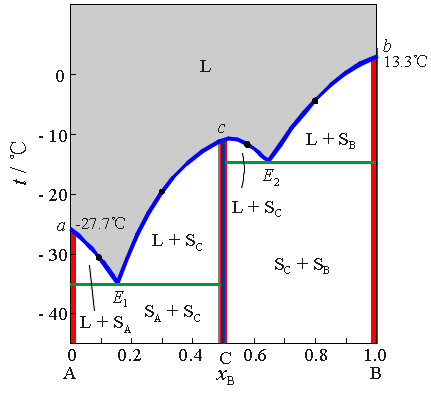 t / °C
0
- 10
- 20
- 30
- 40
L
b
13.3°C
c
L + S_B
E_2
a
-27.7°C
L + S_C
L + S_C
S_C + S_B
E_1
L + S_A
S_A + S_C
0 0.2 0.4 0.6 0.8 1.0
A C B
x_B